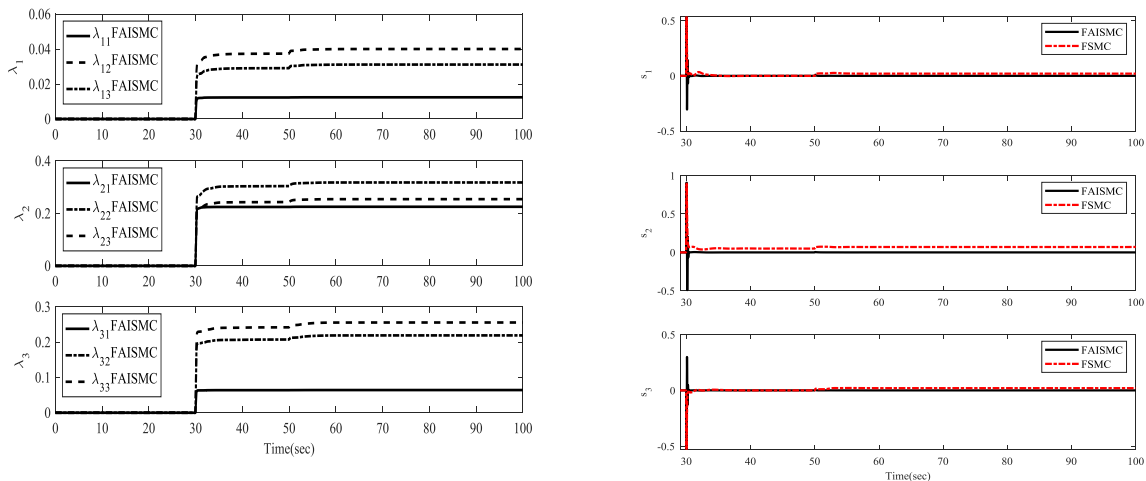 0.06
0.04
0.02
0
λ1
λ11FAISMC
λ12FAISMC
λ13FAISMC
0 10 20 30 40 50 60 70 80 90 100
0.4
0.2
0
λ2
λ21FAISMC
λ22FAISMC
λ23FAISMC
0 10 20 30 40 50 60 70 80 90 100
0.3
0.2
0.1
0
λ3
λ31FAISMC
λ32FAISMC
λ33FAISMC
0 10 20 30 40 50 60 70 80 90 100
Time(sec)
0.5
0
-0.5
s1
FAISMC
FSMC
30 40 50 60 70 80 90 100
1
0.5
0
-0.5
s2
FAISMC
FSMC
30 40 50 60 70 80 90 100
0.5
0
-0.5
s3
FAISMC
FSMC
30 40 50 60 70 80 90 100
Time(sec)